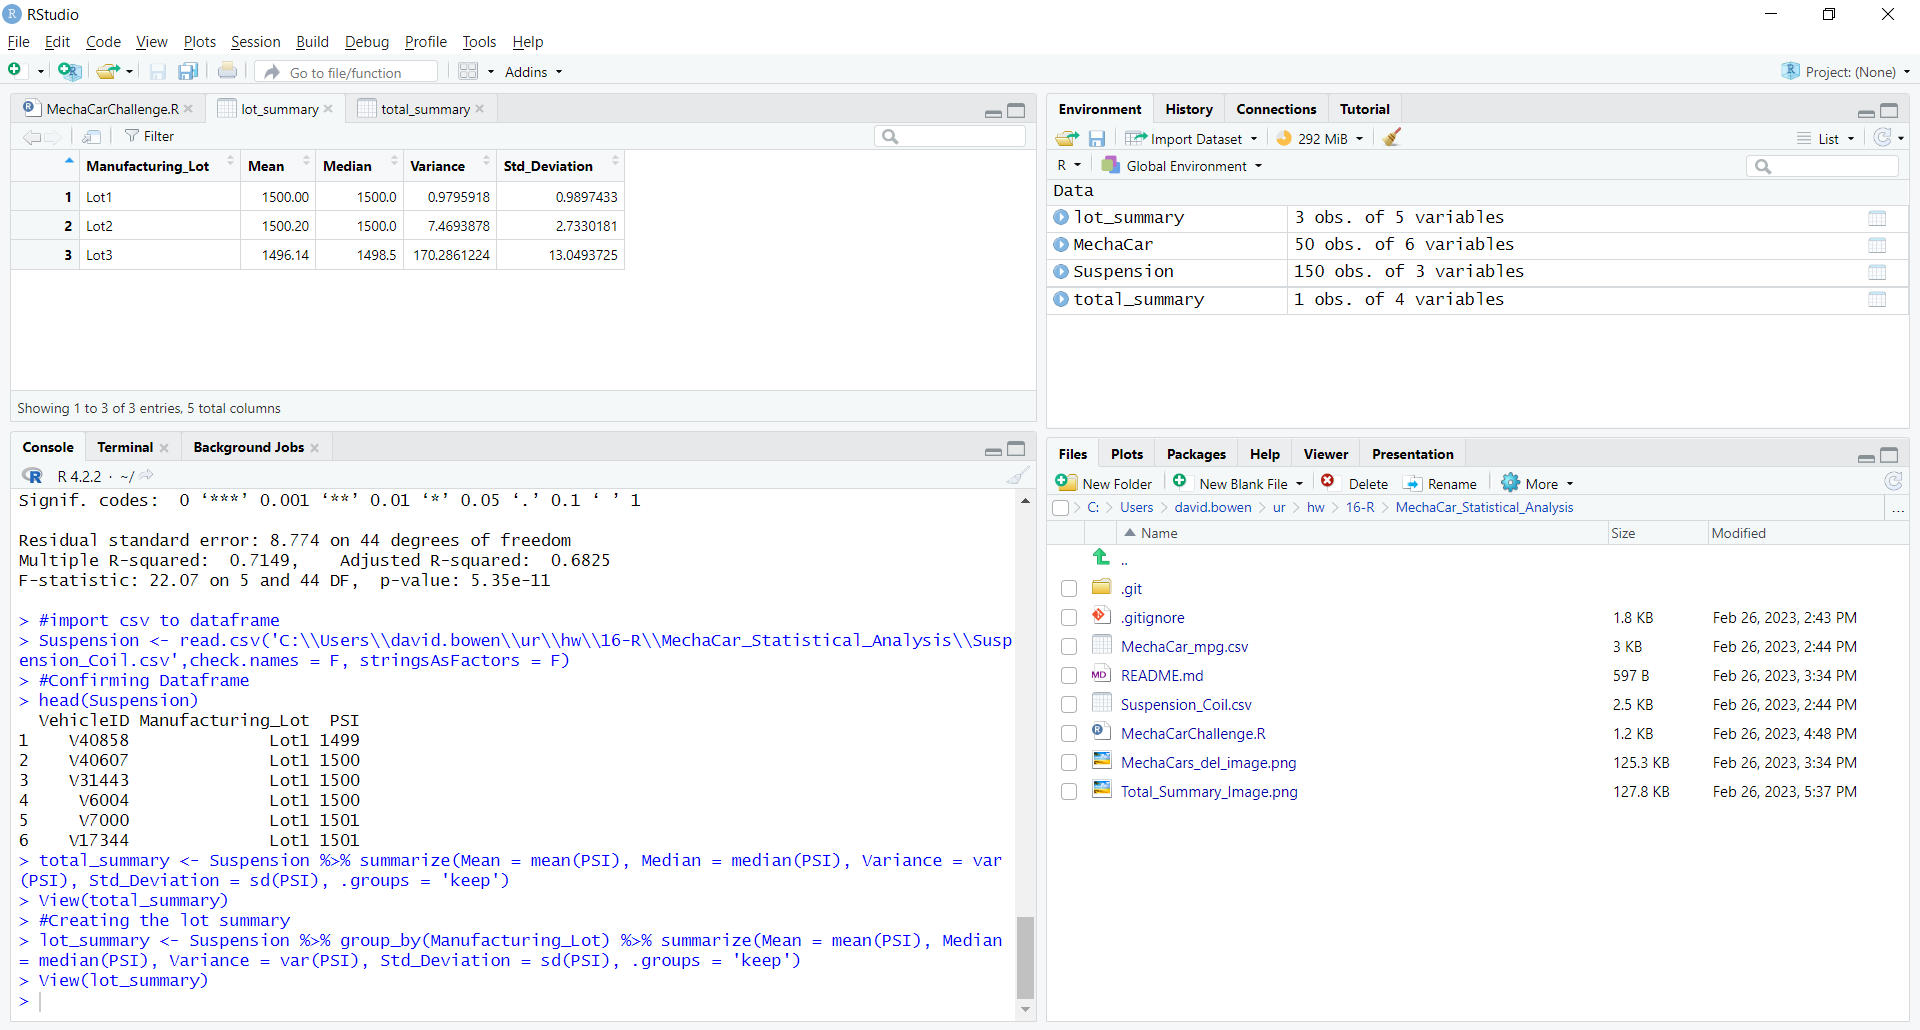 RStudio
File Edit Code View Plots Session Build Debug Profile Tools Help
Go to file/function Addins Project: (None)
MechaCarChallenge.R lot_summary total_summary
Filter
Manufacturing_Lot Mean Median Variance Std_Deviation
1 Lot1 1500.00 1500.0 0.9795918 0.9897433
2 Lot2 1500.20 1500.0 7.4693878 2.7330181
3 Lot3 1496.14 1498.5 170.2861224 13.0493725
Showing 1 to 3 of 3 entries, 5 total columns
Console Terminal Background Jobs
R 4.2.2 · ~/
Signif. codes:  0 ‘***’ 0.001 ‘**’ 0.01 ‘*’ 0.05 ‘.’ 0.1 ‘ ’ 1
Residual standard error: 8.774 on 44 degrees of freedom
Multiple R-squared:  0.7149,    Adjusted R-squared:  0.6825
F-statistic: 22.07 on 5 and 44 DF,  p-value: 5.35e-11
> #import csv to dataframe
> Suspension <- read.csv('C:\\Users\\david.bowen\\ur\\hw\\16-R\\MechaCar_Statistical_Analysis\\Susp
ension_Coil.csv',check.names = F, stringsAsFactors = F)
> #Confirming Dataframe
> head(Suspension)
VehicleID Manufacturing_Lot  PSI
1    V40858              Lot1 1499
2    V40607              Lot1 1500
3    V31443              Lot1 1500
4     V6004              Lot1 1500
5     V7000              Lot1 1501
6    V17344              Lot1 1501
> total_summary <- Suspension %>% summarize(Mean = mean(PSI), Median = median(PSI), Variance = var
(PSI), Std_Deviation = sd(PSI), .groups = 'keep')
> View(total_summary)
> #Creating the lot summary
> lot_summary <- Suspension %>% group_by(Manufacturing_Lot) %>% summarize(Mean = mean(PSI), Median
= median(PSI), Variance = var(PSI), Std_Deviation = sd(PSI), .groups = 'keep')
> View(lot_summary)
>
Environment History Connections Tutorial
Import Dataset 292 MiB List
R Global Environment
Data
lot_summary 3 obs. of 5 variables
MechaCar 50 obs. of 6 variables
Suspension 150 obs. of 3 variables
total_summary 1 obs. of 4 variables
Files Plots Packages Help Viewer Presentation
New Folder New Blank File Delete Rename More
C: Users david.bowen ur hw 16-R MechaCar_Statistical_Analysis ...
Name Size Modified
..
.git
.gitignore 1.8 KB Feb 26, 2023, 2:43 PM
MechaCar_mpg.csv 3 KB Feb 26, 2023, 2:44 PM
MD README.md 597 B Feb 26, 2023, 3:34 PM
Suspension_Coil.csv 2.5 KB Feb 26, 2023, 2:44 PM
MechaCarChallenge.R 1.2 KB Feb 26, 2023, 4:48 PM
MechaCars_del_image.png 125.3 KB Feb 26, 2023, 3:34 PM
Total_Summary_Image.png 127.8 KB Feb 26, 2023, 5:37 PM